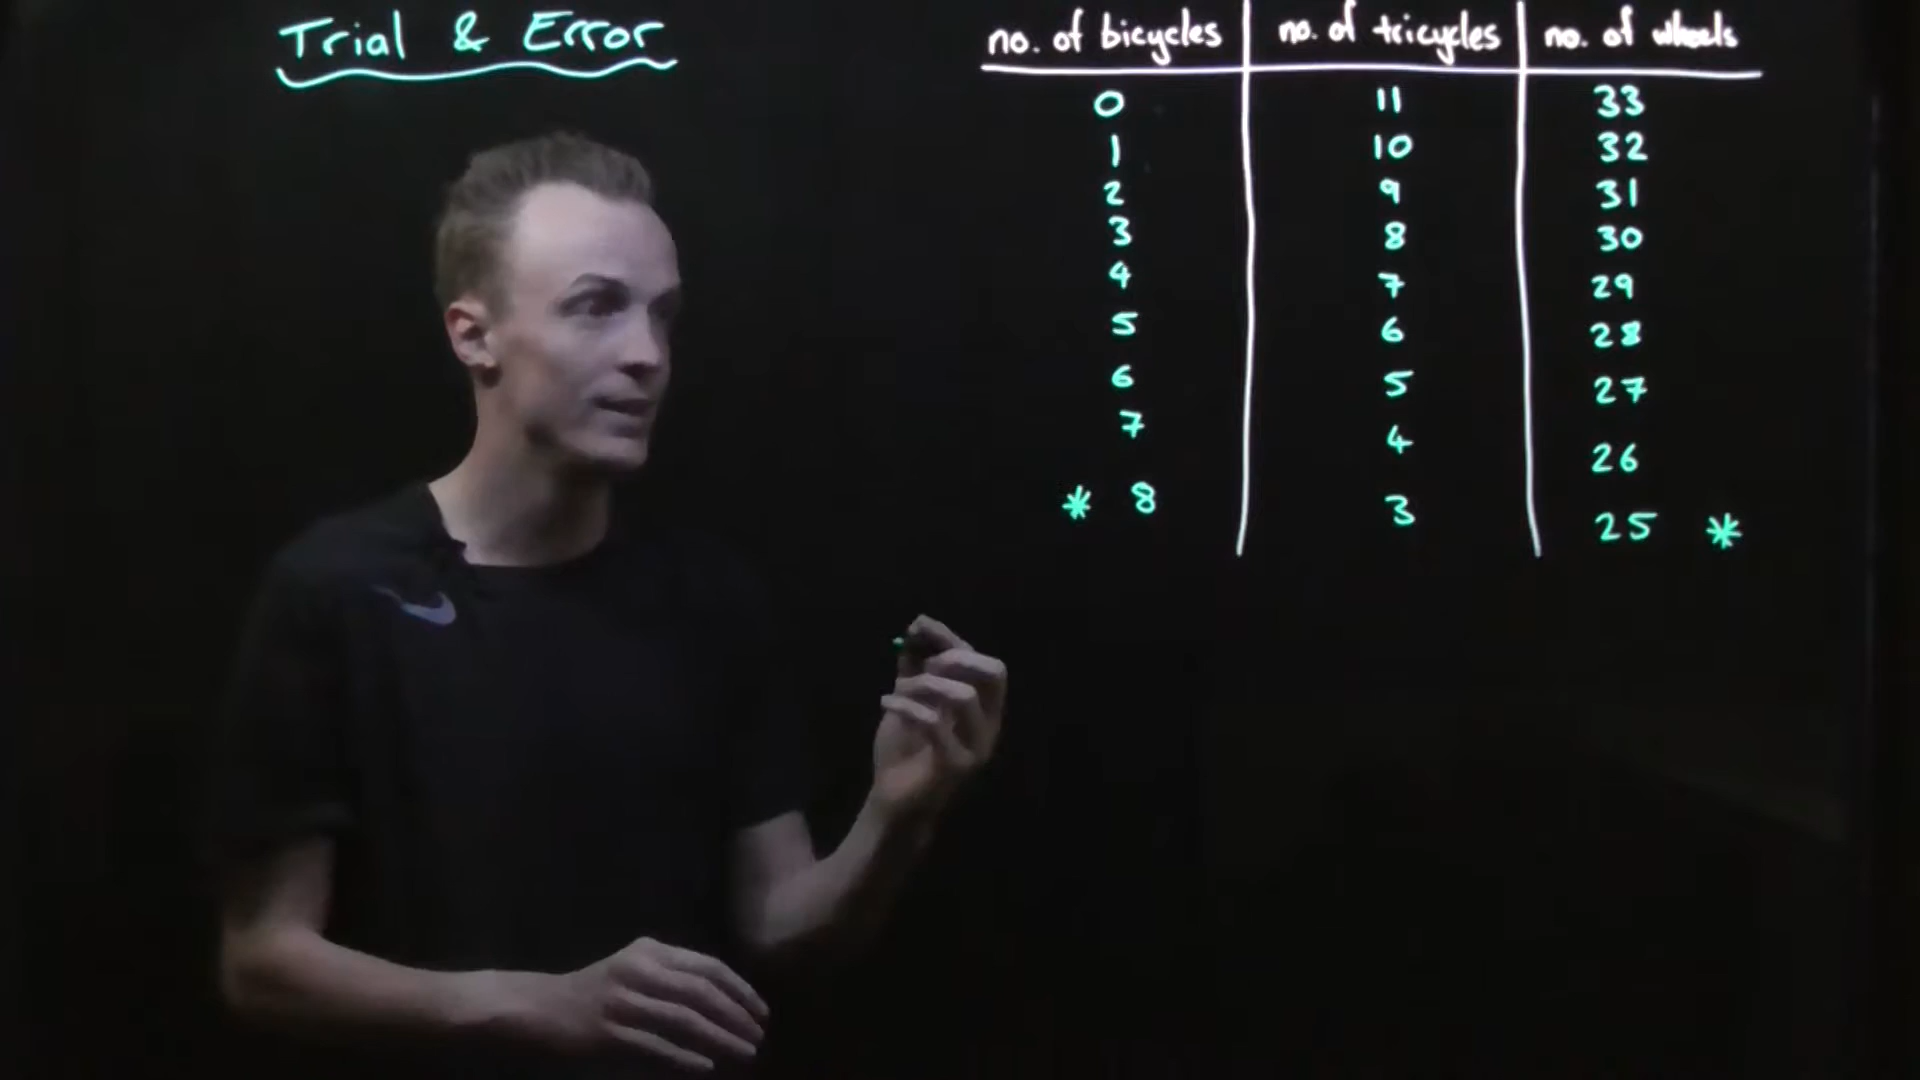 Trial & Error
no. of bicycles no. of tricycles no. of wheels
0 11 33
1 10 32
2 9 31
3 8 30
4 7 29
5 6 28
6 5 27
7 4 26
* 8 3 25 *